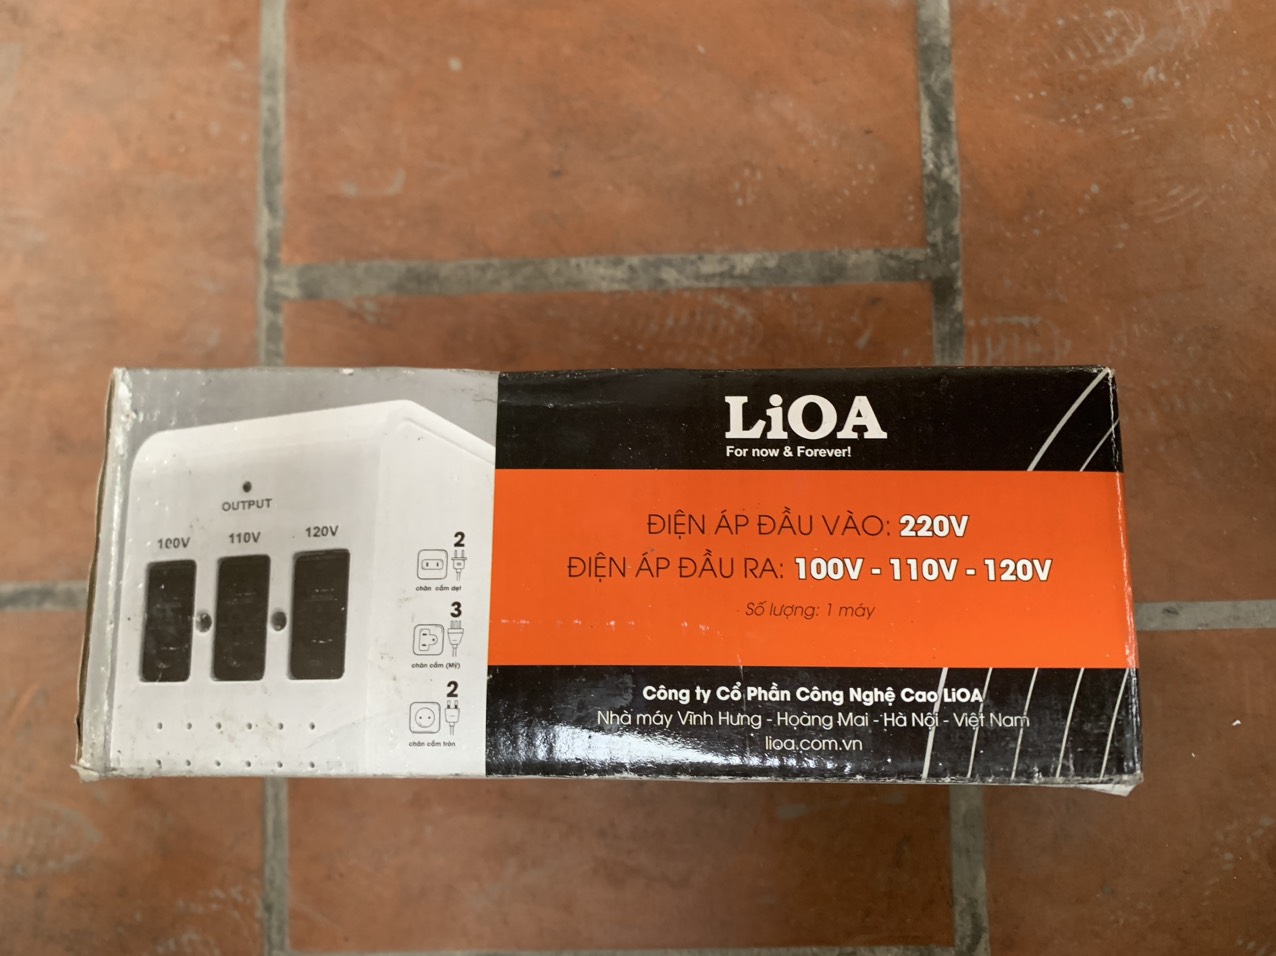 LiOA
For now & Forever!
ĐIỆN ÁP ĐẦU VÀO: 220V
ĐIỆN ÁP ĐẦU RA: 100V - 110V - 120V
Số lượng: 1 máy
Công ty Cổ Phần Công Nghệ Cao LiOA
Nhà máy Vĩnh Hưng - Hoàng Mai - Hà Nội - Việt Nam
lioa.com.vn
OUTPUT
100V 110V 120V
2
chân cắm dẹt
3
chân cắm (Mỹ)
2
chân cắm tròn